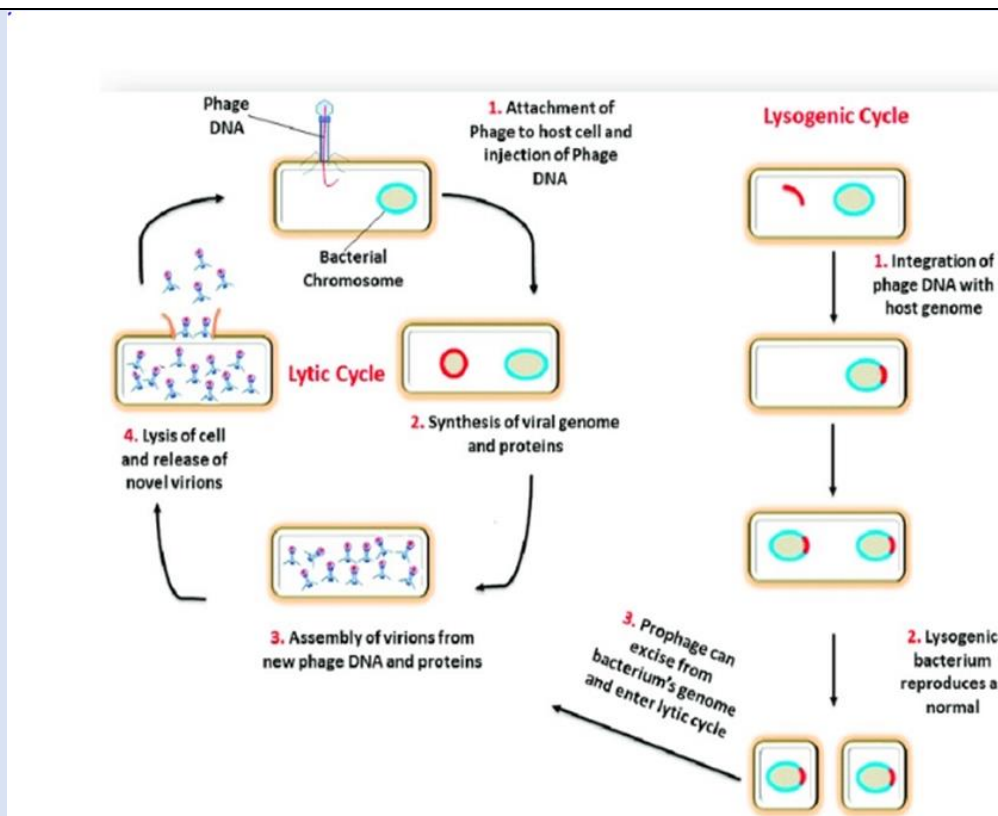 Phage
DNA
1. Attachment of
Phage to host cell and
injection of Phage
DNA
Bacterial
Chromosome
Lytic Cycle
2. Synthesis of viral genome
and proteins
3. Assembly of virions from
new phage DNA and proteins
4. Lysis of cell
and release of
novel virions
Lysogenic Cycle
1. Integration of
phage DNA with
host genome
2. Lysogenic
bacterium
reproduces a
normal
3. Prophage can
excise from
bacterium's genome
and enter lytic cycle